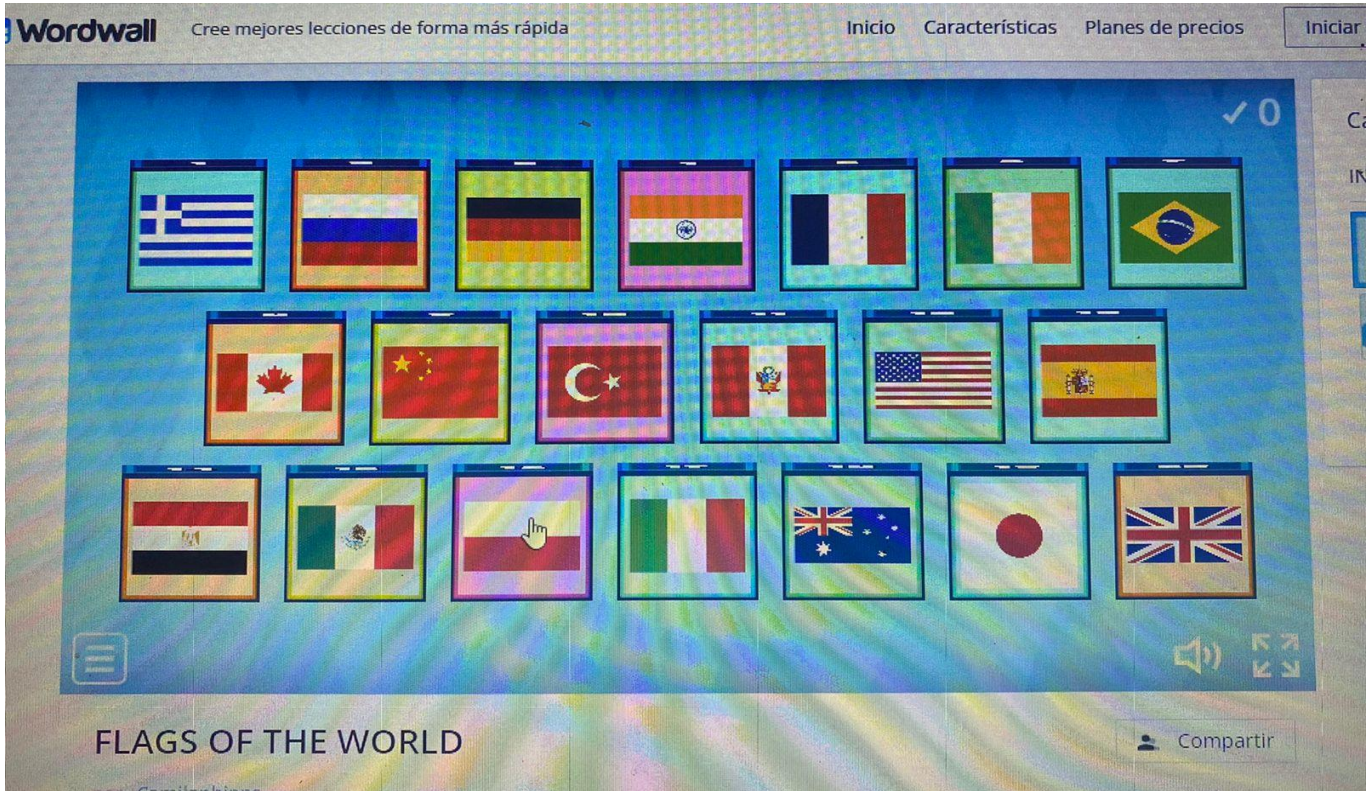 Wordwall Cree mejores lecciones de forma más rápida Inicio Características Planes de precios Iniciar
0
FLAGS OF THE WORLD
Compartir